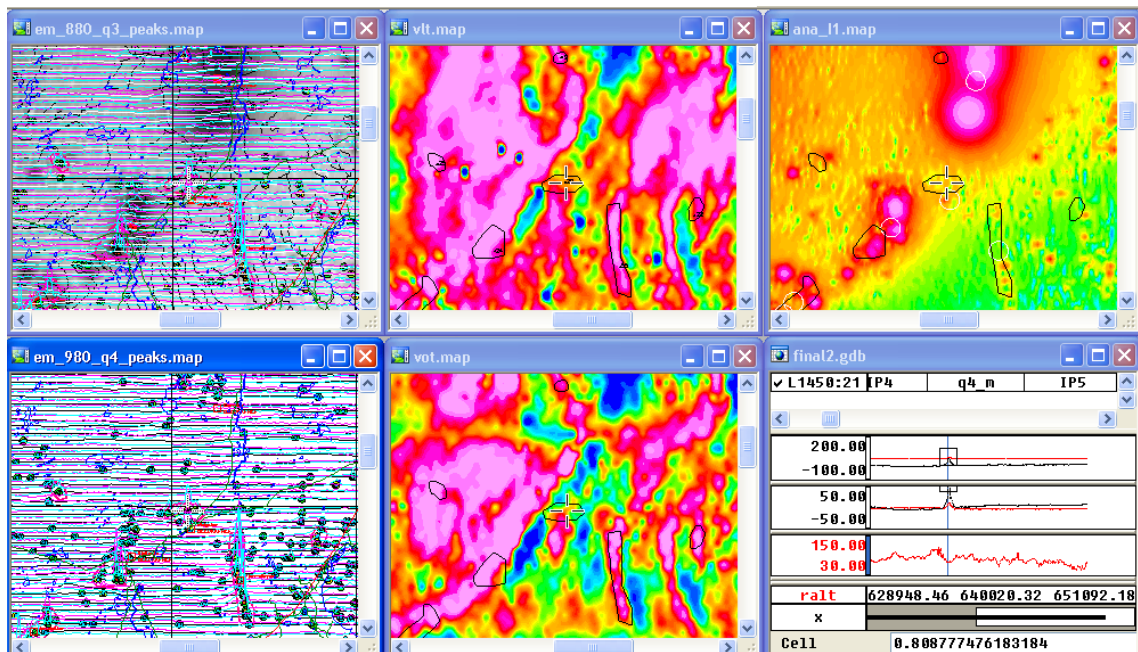 em_880_q3_peaks.map
vlt.map
ana_l1.map
em_980_q4_peaks.map
vot.map
final2.gdb
L1450:21 IP4 q4_m IP5
200.00
-100.00
50.00
-50.00
150.00
30.00
ralt 628948.46 640020.32 651092.18
x
Cell 0.808777476183184